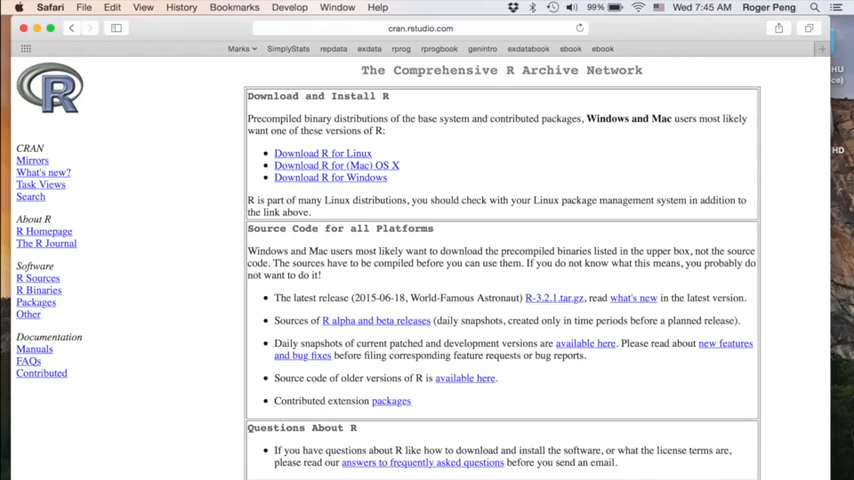 Safari File Edit View History Bookmarks Develop Window Help 99% Wed 7:45 AM Roger Peng
cran.rstudio.com
Marks SimplyStats repdata exdata rprog rprogbook genintro exdatabook sbook ebook
The Comprehensive R Archive Network
R
CRAN
Mirrors
What's new?
Task Views
Search
About R
R Homepage
The R Journal
Software
R Sources
R Binaries
Packages
Other
Documentation
Manuals
FAQs
Contributed
Download and Install R
Precompiled binary distributions of the base system and contributed packages, Windows and Mac users most likely
want one of these versions of R:
• Download R for Linux
• Download R for (Mac) OS X
• Download R for Windows
R is part of many Linux distributions, you should check with your Linux package management system in addition to
the link above.
Source Code for all Platforms
Windows and Mac users most likely want to download the precompiled binaries listed in the upper box, not the source
code. The sources have to be compiled before you can use them. If you do not know what this means, you probably do
not want to do it!
• The latest release (2015-06-18, World-Famous Astronaut) R-3.2.1.tar.gz, read what's new in the latest version.
• Sources of R alpha and beta releases (daily snapshots, created only in time periods before a planned release).
• Daily snapshots of current patched and development versions are available here. Please read about new features
and bug fixes before filing corresponding feature requests or bug reports.
• Source code of older versions of R is available here.
• Contributed extension packages
Questions About R
• If you have questions about R like how to download and install the software, or what the license terms are,
please read our answers to frequently asked questions before you send an email.
HU
ce)
HD